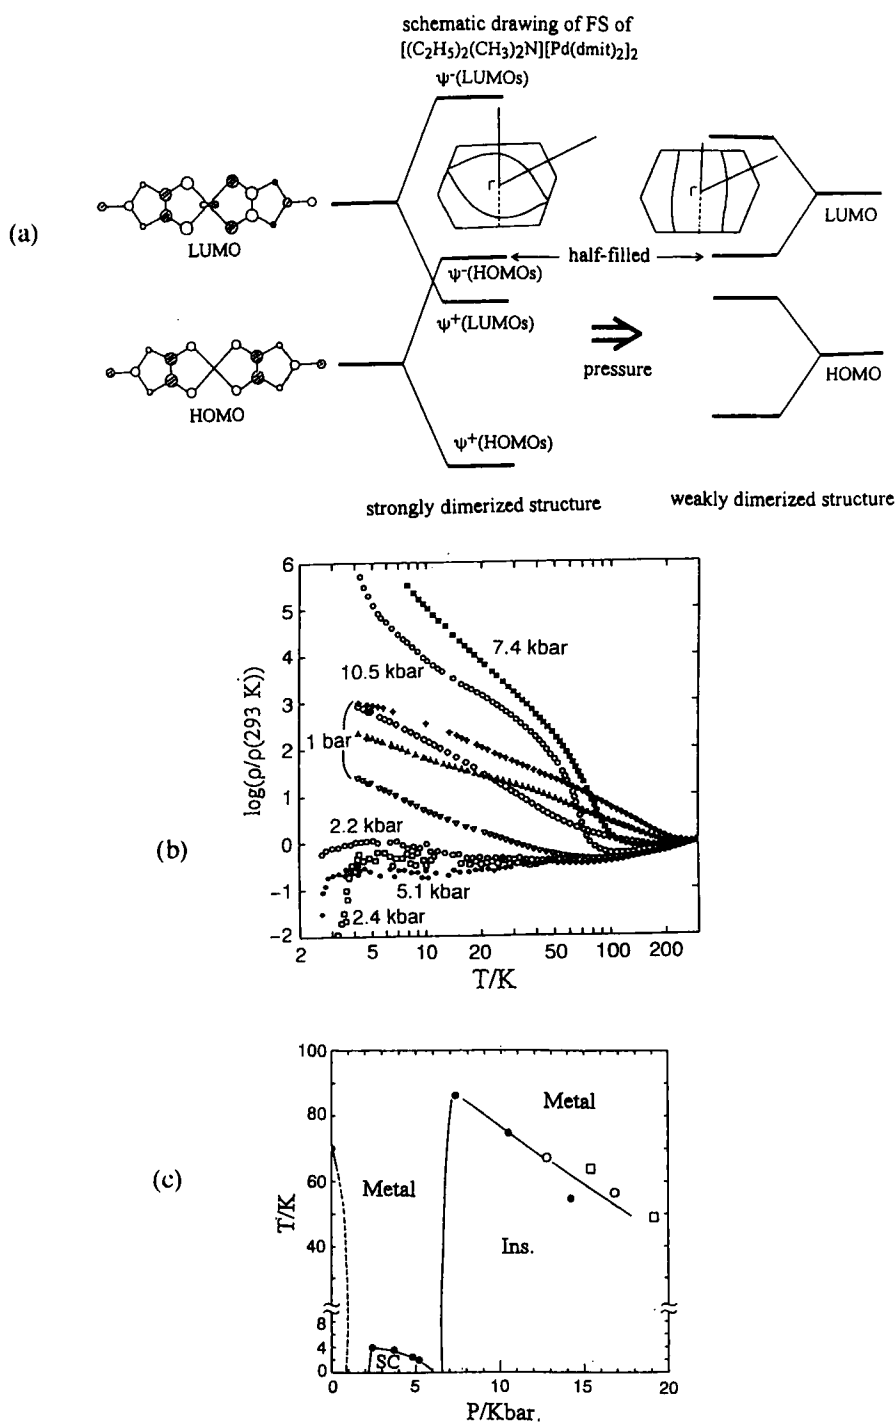 schematic drawing of FS of
[(C2H5)2(CH3)2N][Pd(dmit)2]2
ψ-(LUMOs)
Γ
Γ
(a)
LUMO
LUMO
ψ-(HOMOs)
half-filled
ψ+(LUMOs)
pressure
HOMO
HOMO
ψ+(HOMOs)
strongly dimerized structure
weakly dimerized structure
(b)
log(ρ/ρ(293 K))
6
5
4
3
2
1
0
−1
−2
7.4 kbar
10.5 kbar
1 bar
2.2 kbar
5.1 kbar
2.4 kbar
2 5 10 20 50 100 200
T/K
(c)
T/K
100
80
60
40
8
4
0
Metal
Metal
Ins.
SC
0 5 10 15 20
P/Kbar.